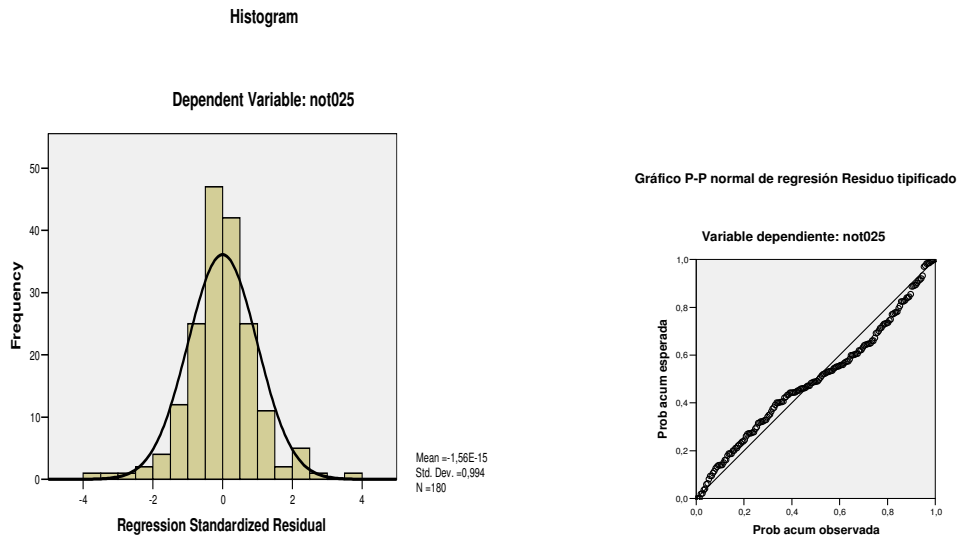 Histogram
Dependent Variable: not025
50
40
30
20
10
0
Frequency
-4 -2 0 2 4
Regression Standardized Residual
Mean =-1,56E-15
Std. Dev. =0,994
N =180
Gráfico P-P normal de regresión Residuo tipificado
Variable dependiente: not025
1,0
0,8
0,6
0,4
0,2
0,0
Prob acum esperada
0,0 0,2 0,4 0,6 0,8 1,0
Prob acum observada